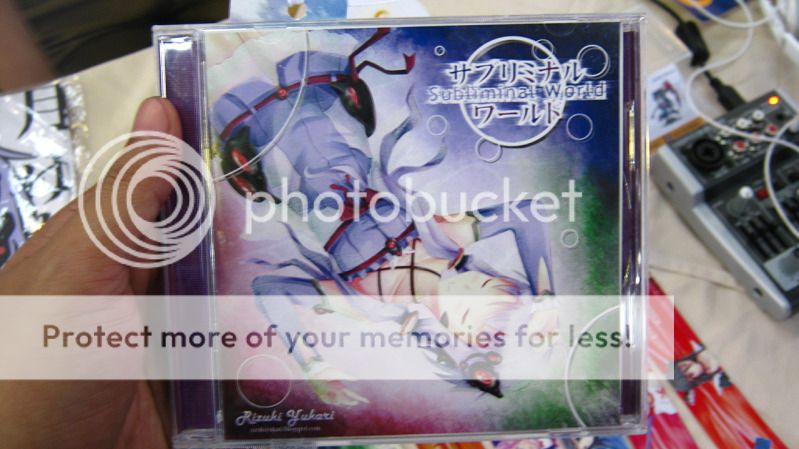 サブリミナル
Subliminal World
ワールド
photobucket
Protect more of your memories for less!
Rizuki Yukari